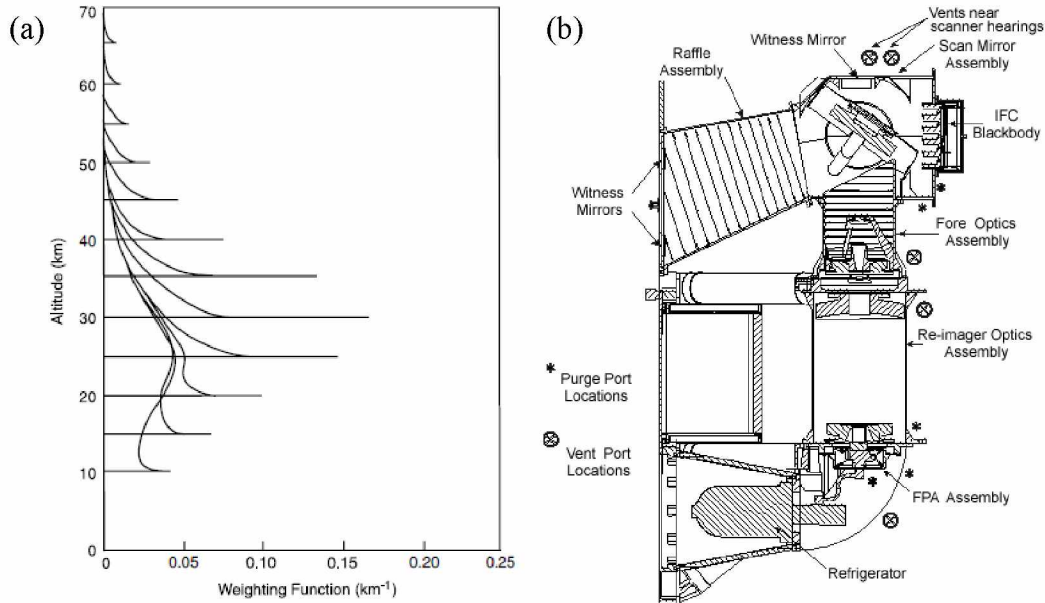 (a)
70
60
50
40
30
20
10
0
Altitude (km)
0
0.05
0.10
0.15
0.20
0.25
Weighting Function (km⁻¹)
(b)
Vents near
scanner hearings
Witness Mirror
Scan Mirror
Assembly
Raffle
Assembly
IFC
Blackbody
Witness
Mirrors
Fore Optics
Assembly
Re-imager Optics
Assembly
*
Purge Port
Locations
⊗
Vent Port
Locations
FPA Assembly
Refrigerator